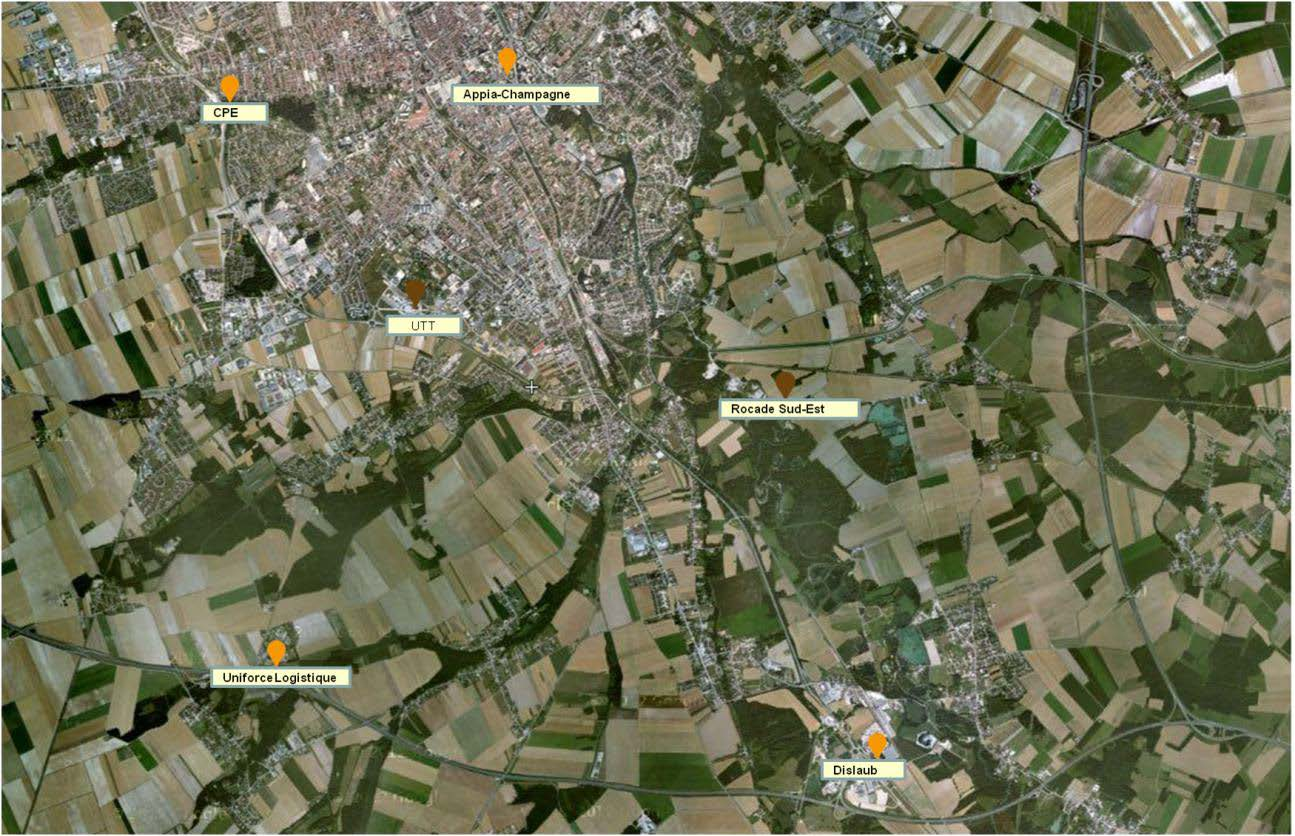 Appia-Champagne
CPE
UTT
Rocade Sud-Est
Uniforce Logistique
Dislaub